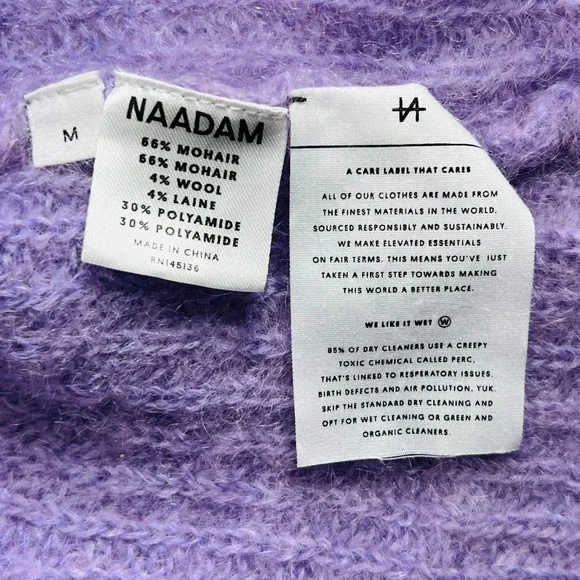 M
NAADAM
66% MOHAIR
66% MOHAIR
4% WOOL
4% LAINE
30% POLYAMIDE
30% POLYAMIDE
MADE IN CHINA
RN145136
A CARE LABEL THAT CARES
ALL OF OUR CLOTHES ARE MADE FROM
THE FINEST MATERIALS IN THE WORLD.
SOURCED RESPONSIBLY AND SUSTAINABLY.
WE MAKE ELEVATED ESSENTIALS
ON FAIR TERMS. THIS MEANS YOU'VE JUST
TAKEN A FIRST STEP TOWARDS MAKING
THIS WORLD A BETTER PLACE.
WE LIKE IT WET W
85% OF DRY CLEANERS USE A CREEPY
TOXIC CHEMICAL CALLED PERC,
THAT'S LINKED TO RESPERATORY ISSUES,
BIRTH DEFECTS AND AIR POLLUTION. YUK.
SKIP THE STANDARD DRY CLEANING AND
OPT FOR WET CLEANING OR GREEN AND
ORGANIC CLEANERS.